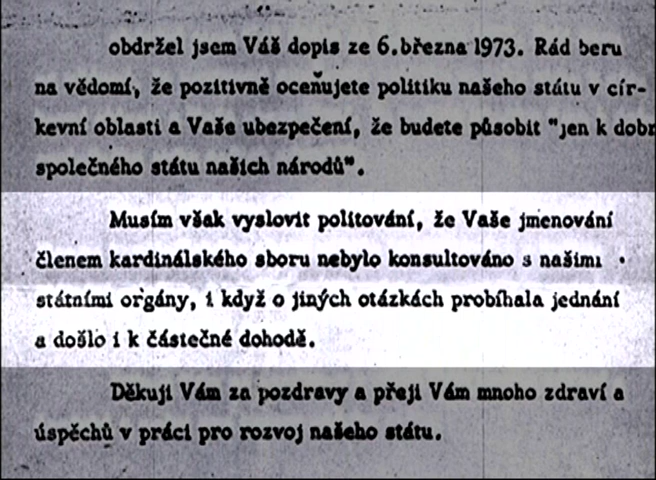 obdržel jsem Váš dopis ze 6.března 1973. Rád beru
na vědomí, že pozitivně oceňujete politiku našeho státu v cír-
kevní oblasti a Vaše ubezpečení, že budete působit "jen k dobr
společného státu našich národů".
Musím však vyslovit politování, že Vaše jmenování
členem kardinálského sboru nebylo konsultováno s našimi
státními orgány, i když o jiných otázkách probíhala jednání
a došlo i k částečné dohodě.
Děkuji Vám za pozdravy a přeji Vám mnoho zdraví a
úspěchů v práci pro rozvoj našeho státu.